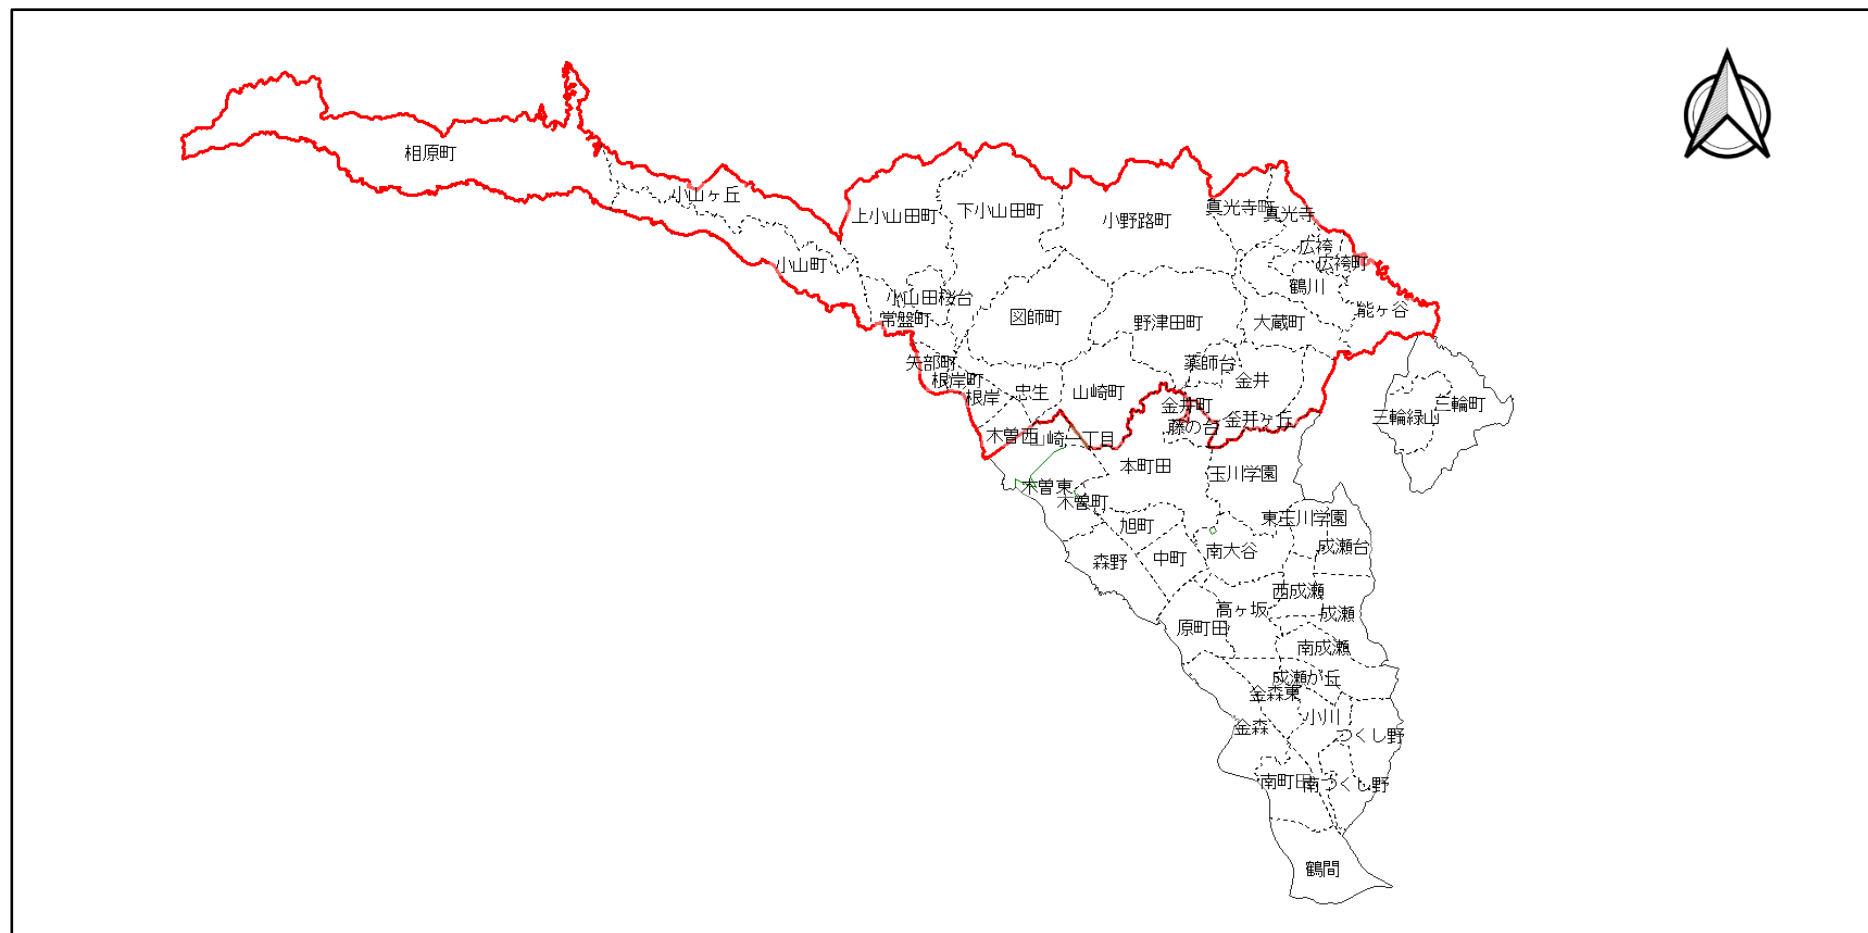 相原町
小山ヶ丘
上小山田町
下小山田町
小野路町
真光寺町
真光寺
広袴
広袴町
小山町
鶴川
小山田桜台
能ヶ谷
常盤町
図師町
野津田町
大蔵町
矢部町
薬師台
根岸町
金井
根岸
忠生
山崎町
金井町
三輪町
三輪緑山
金井ヶ丘
藤の台
木曽西
山崎一丁目
本町田
玉川学園
木曽東
木曽町
東玉川学園
旭町
成瀬台
南大谷
中町
森野
西成瀬
高ヶ坂
成瀬
原町田
南成瀬
成瀬が丘
金森東
小川
金森
つくし野
南町田
南つくし野
鶴間